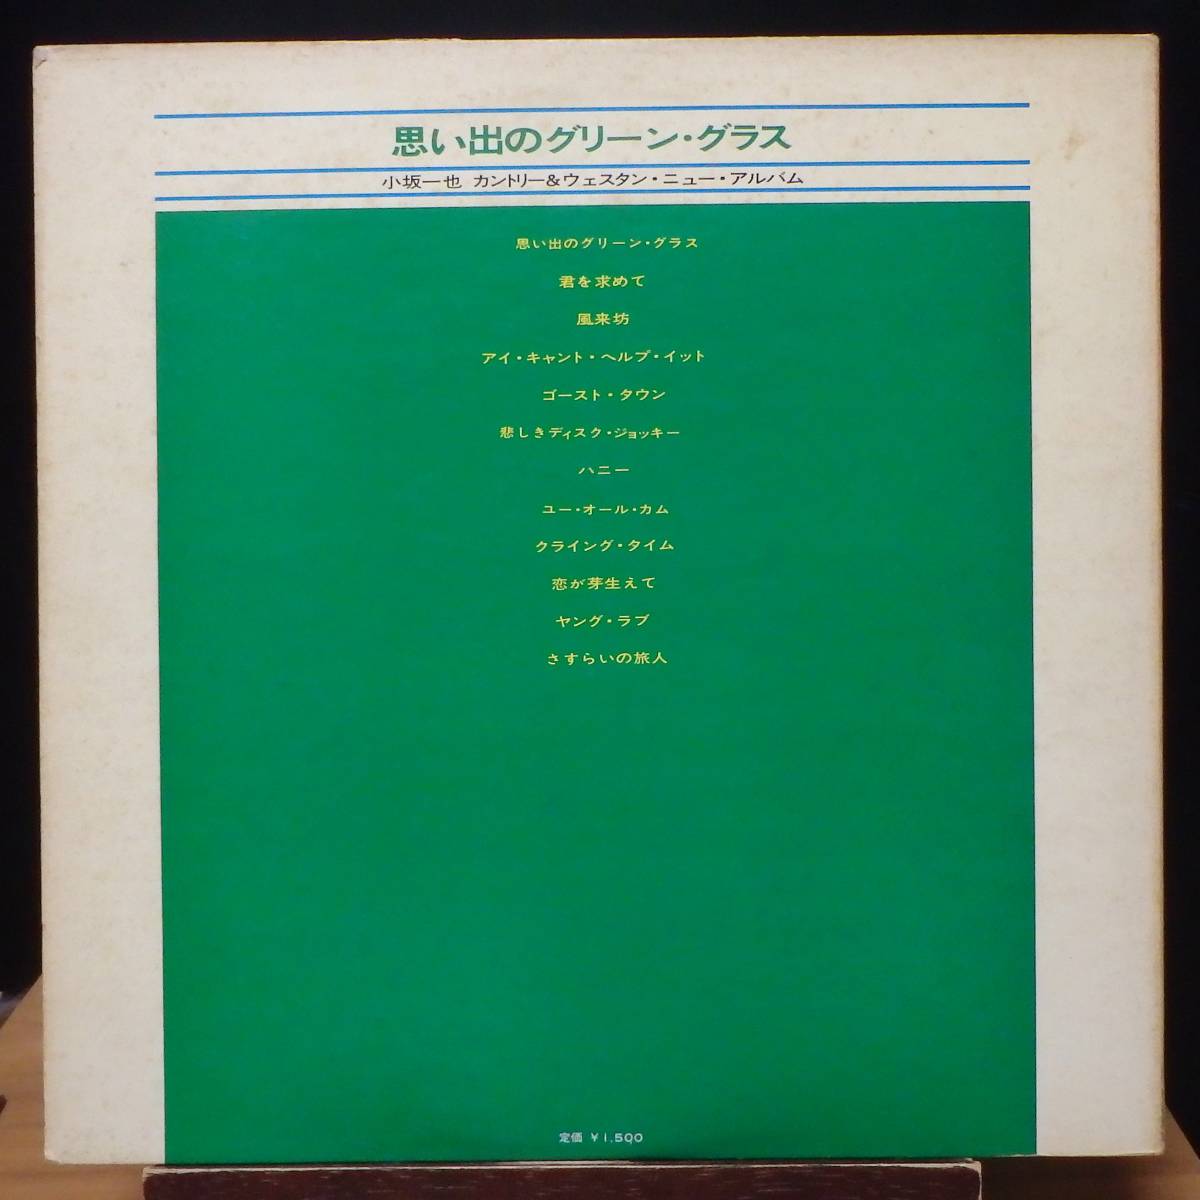 思い出のグリーン・グラス
小坂一也 カントリー&ウェスタン・ニュー・アルバム
思い出のグリーン・グラス
君を求めて
風来坊
アイ・キャント・ヘルプ・イット
ゴースト・タウン
悲しきディスク・ジョッキー
ハニー
ユー・オール・カム
クライング・タイム
恋が芽生えて
ヤング・ラブ
さすらいの旅人
定価 ¥1,500